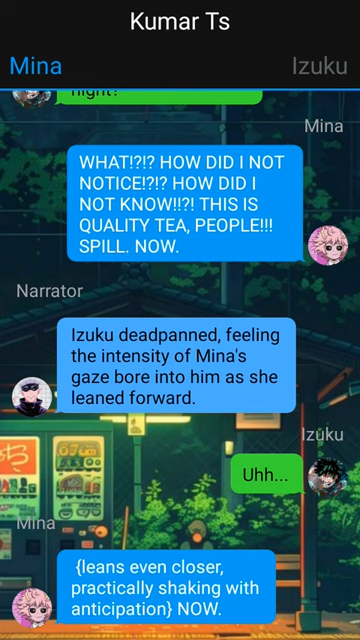 Kumar Ts
Mina
Izuku
night?
Mina
WHAT!?!? HOW DID I NOT
NOTICE!?!? HOW DID I
NOT KNOW!!?! THIS IS
QUALITY TEA, PEOPLE!!!
SPILL. NOW.
Narrator
Izuku deadpanned, feeling
the intensity of Mina's
gaze bore into him as she
leaned forward.
Izuku
Uhh...
Mina
{leans even closer,
practically shaking with
anticipation} NOW.